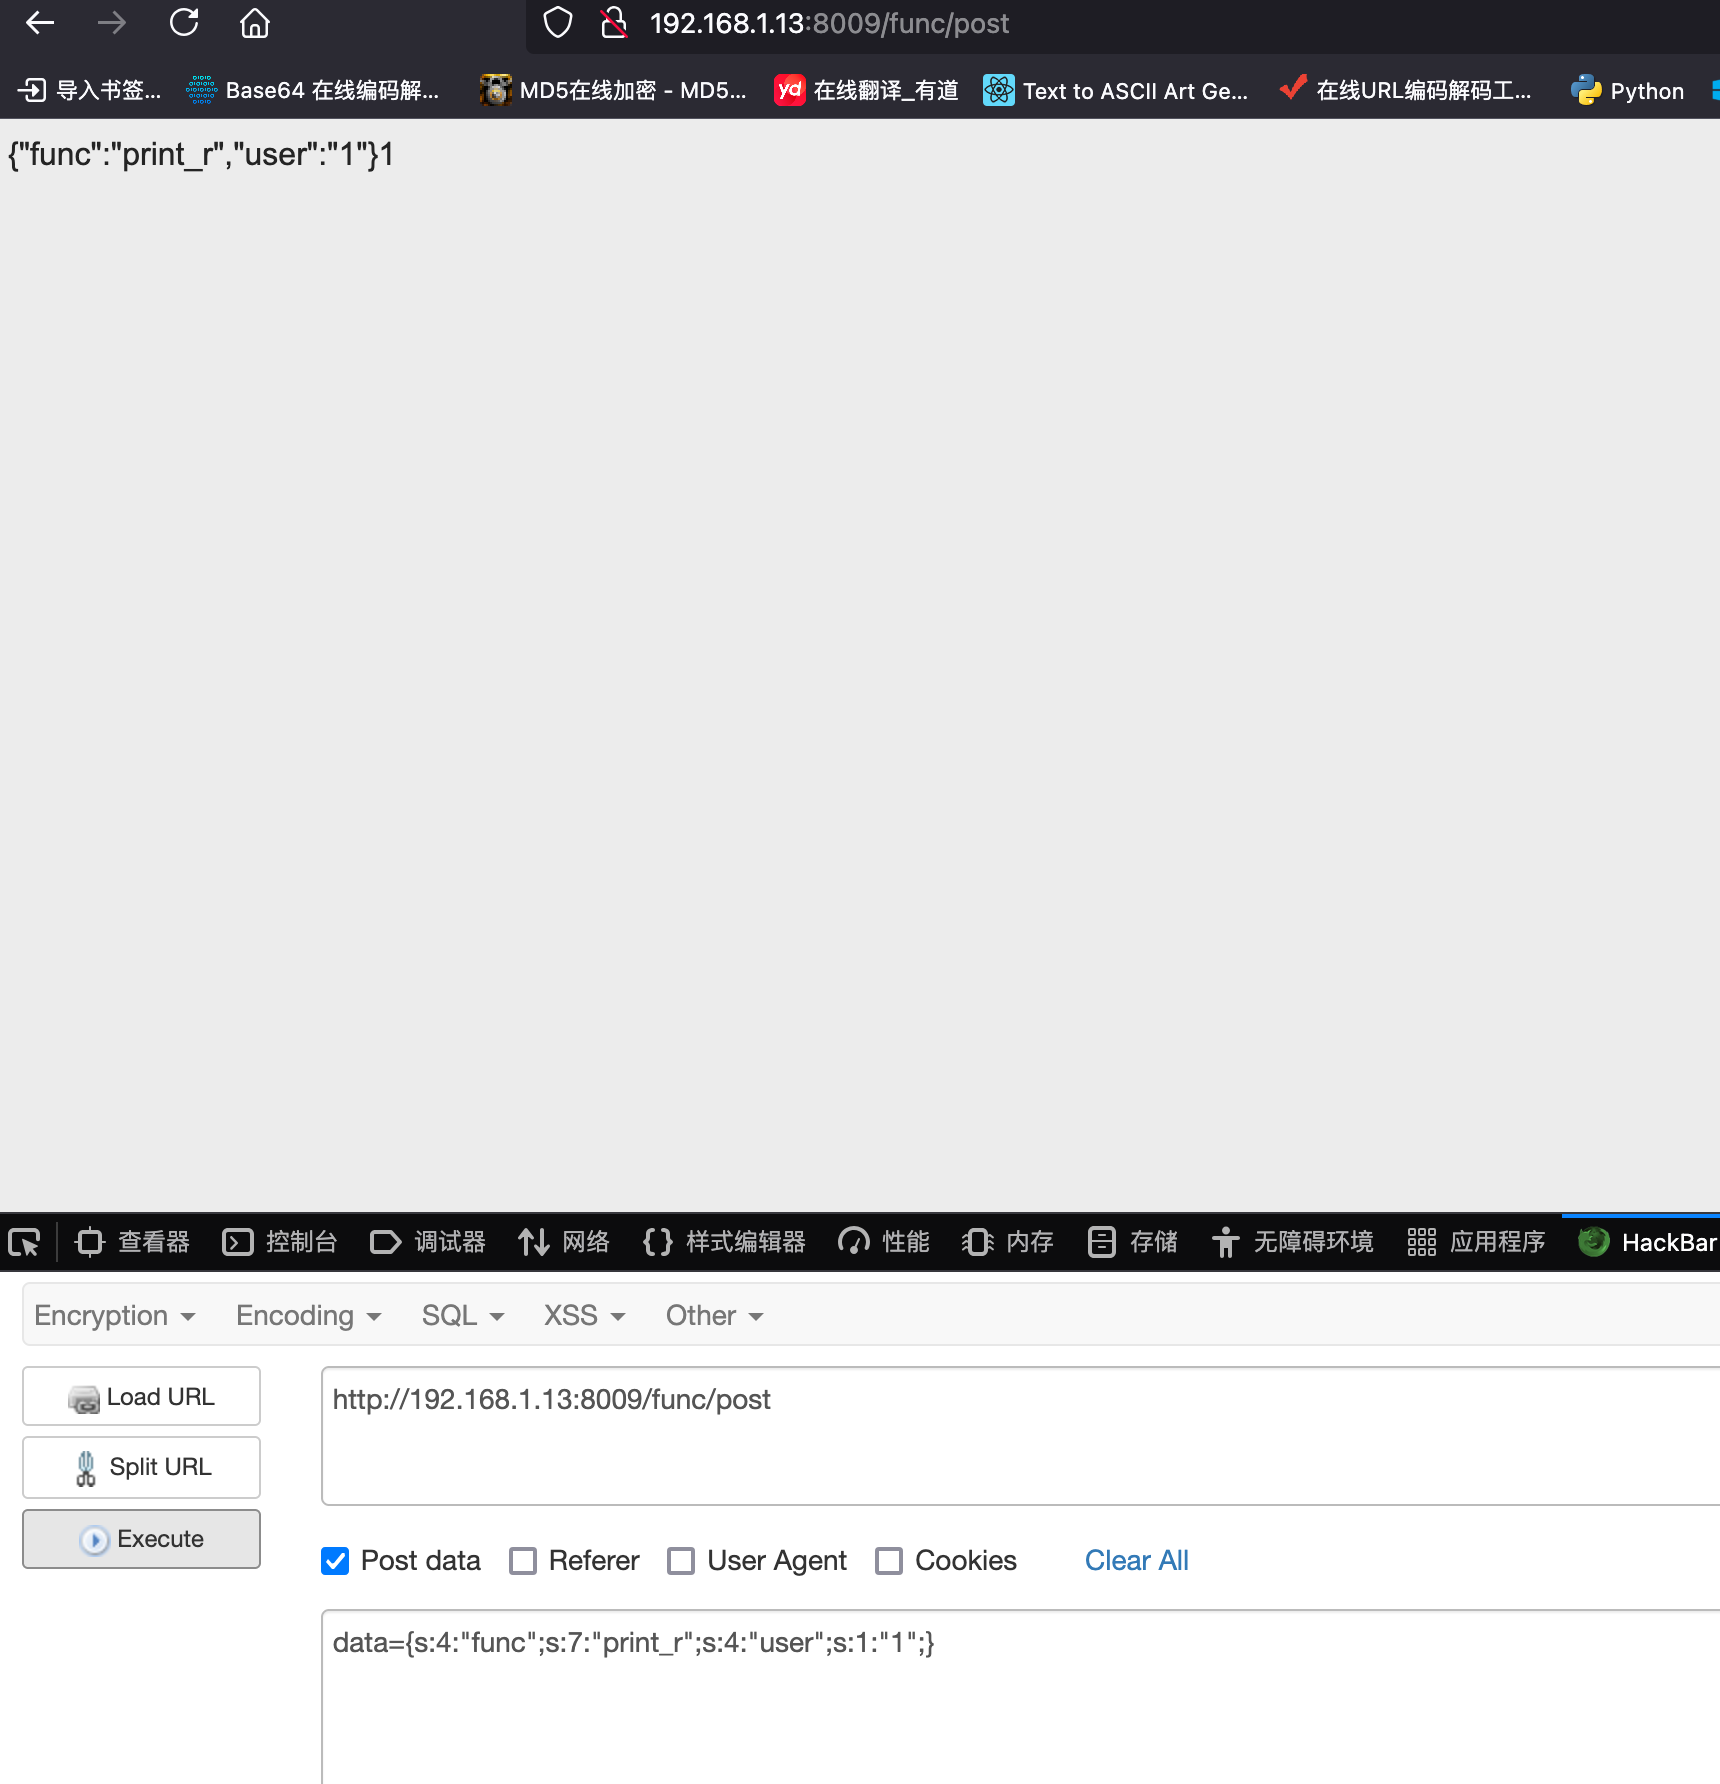 192.168.1.13:8009/func/post
导入书签... Base64 在线编码解... MD5在线加密 - MD5... yd 在线翻译_有道 Text to ASCII Art Ge... 在线URL编码解码工... Python
{"func":"print_r","user":"1"}1
查看器 控制台 调试器 网络 样式编辑器 性能 内存 存储 无障碍环境 应用程序 HackBar
Encryption Encoding SQL XSS Other
Load URL
http://192.168.1.13:8009/func/post
Split URL
Execute
Post data Referer User Agent Cookies Clear All
data={s:4:"func";s:7:"print_r";s:4:"user";s:1:"1";}